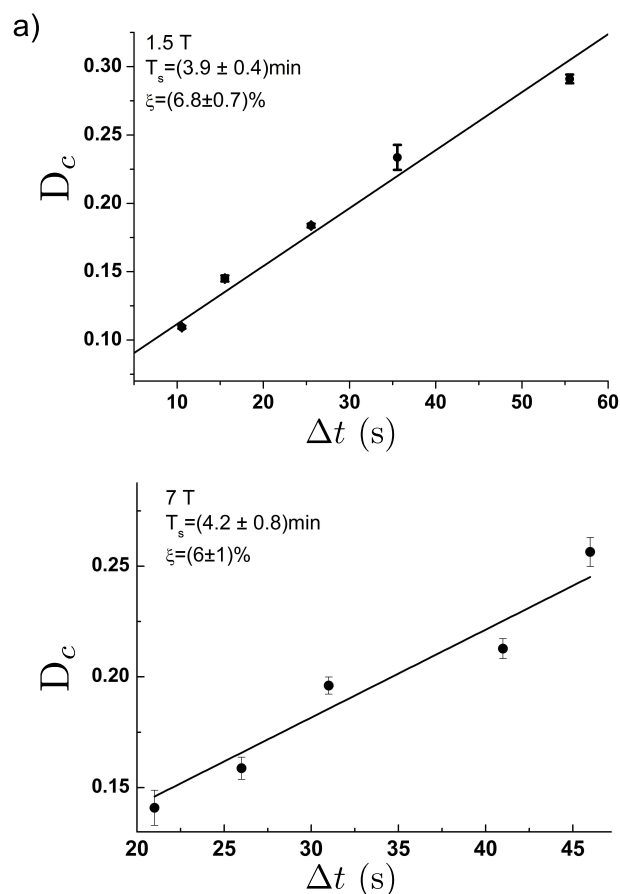 a)
1.5 T
Tₛ=(3.9 ± 0.4)min
ξ=(6.8±0.7)%
0.30
0.25
0.20
0.15
0.10
D_c
10 20 30 40 50 60
Δt (s)
7 T
Tₛ=(4.2 ± 0.8)min
ξ=(6±1)%
0.25
0.20
0.15
D_c
20 25 30 35 40 45
Δt (s)